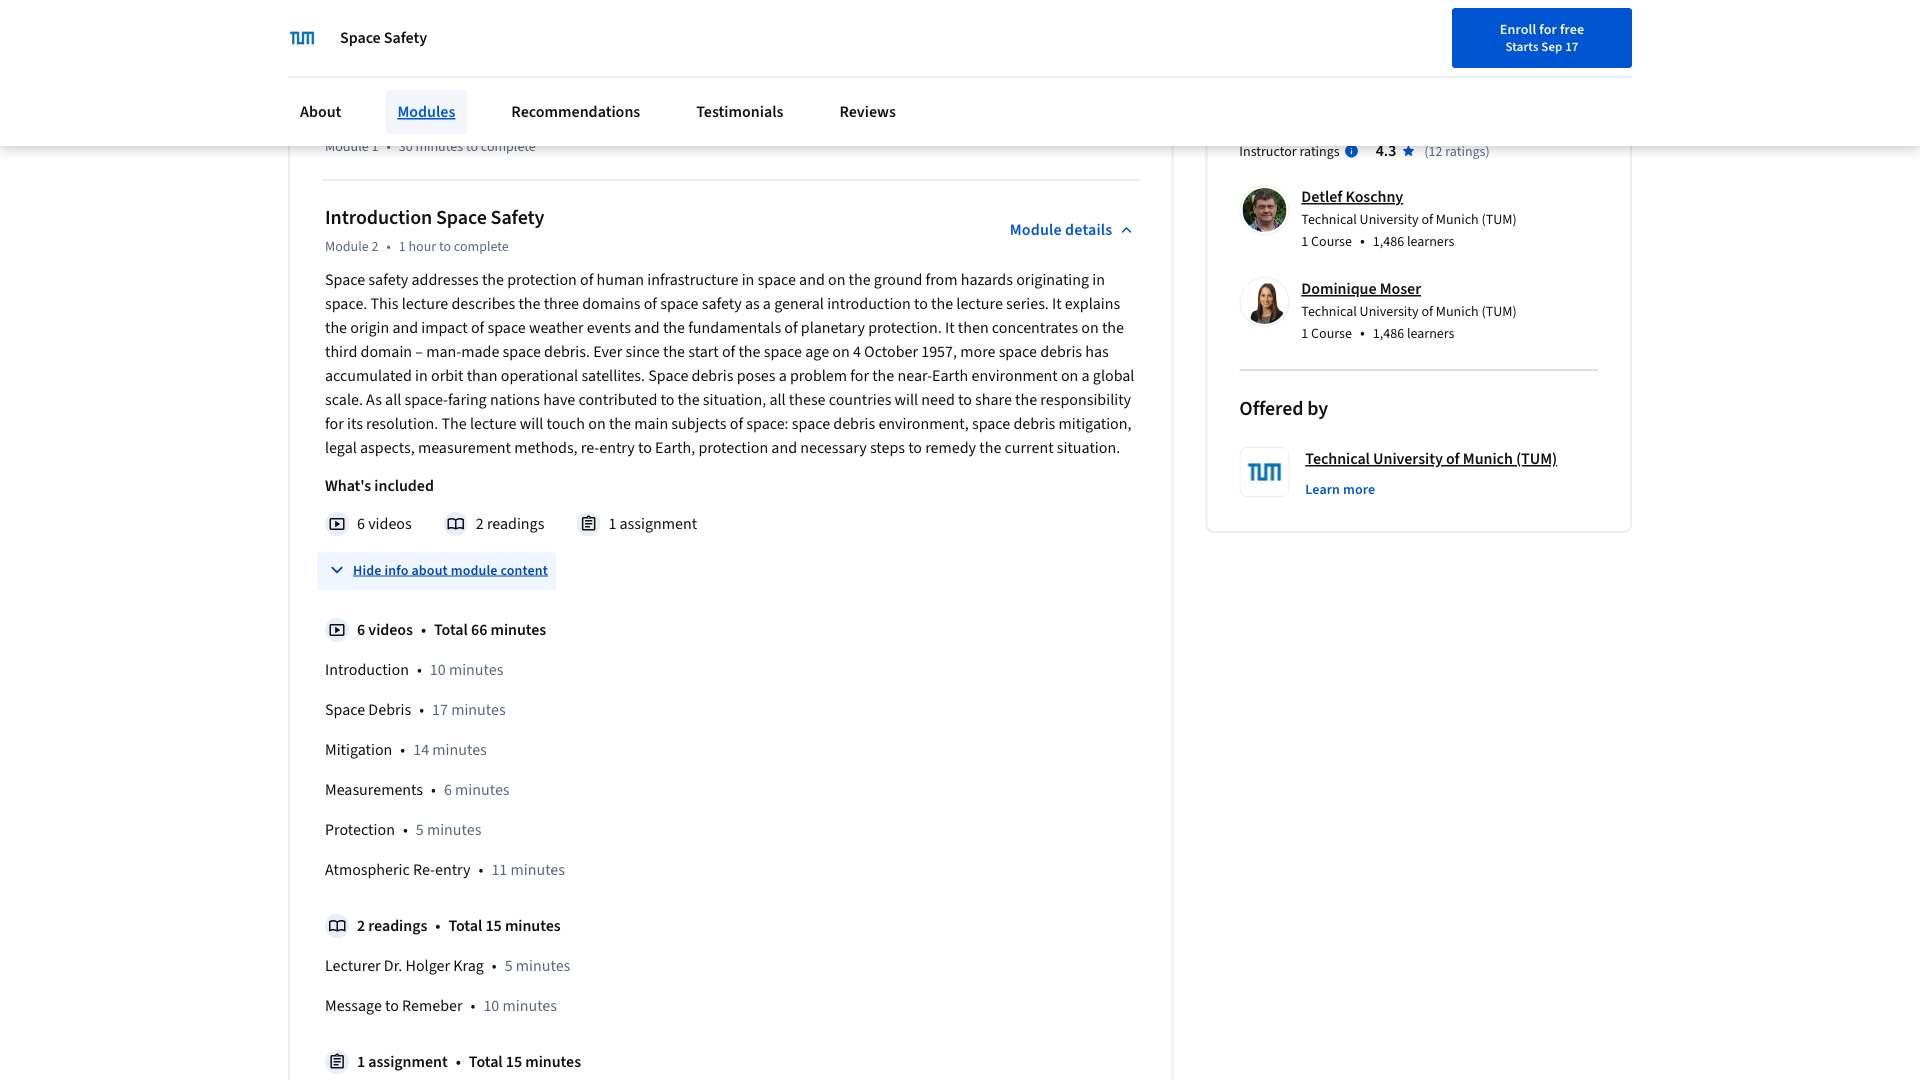 TUM
Space Safety
Enroll for free
Starts Sep 17
About
Modules
Recommendations
Testimonials
Reviews
Module 1 • 30 minutes to complete
Introduction Space Safety
Module 2 • 1 hour to complete
Module details
Space safety addresses the protection of human infrastructure in space and on the ground from hazards originating in
space. This lecture describes the three domains of space safety as a general introduction to the lecture series. It explains
the origin and impact of space weather events and the fundamentals of planetary protection. It then concentrates on the
third domain – man-made space debris. Ever since the start of the space age on 4 October 1957, more space debris has
accumulated in orbit than operational satellites. Space debris poses a problem for the near-Earth environment on a global
scale. As all space-faring nations have contributed to the situation, all these countries will need to share the responsibility
for its resolution. The lecture will touch on the main subjects of space: space debris environment, space debris mitigation,
legal aspects, measurement methods, re-entry to Earth, protection and necessary steps to remedy the current situation.
What's included
6 videos
2 readings
1 assignment
Hide info about module content
6 videos • Total 66 minutes
Introduction • 10 minutes
Space Debris • 17 minutes
Mitigation • 14 minutes
Measurements • 6 minutes
Protection • 5 minutes
Atmospheric Re-entry • 11 minutes
2 readings • Total 15 minutes
Lecturer Dr. Holger Krag • 5 minutes
Message to Remeber • 10 minutes
1 assignment • Total 15 minutes
Instructor ratings 4.3 (12 ratings)
Detlef Koschny
Technical University of Munich (TUM)
1 Course • 1,486 learners
Dominique Moser
Technical University of Munich (TUM)
1 Course • 1,486 learners
Offered by
TUM
Technical University of Munich (TUM)
Learn more